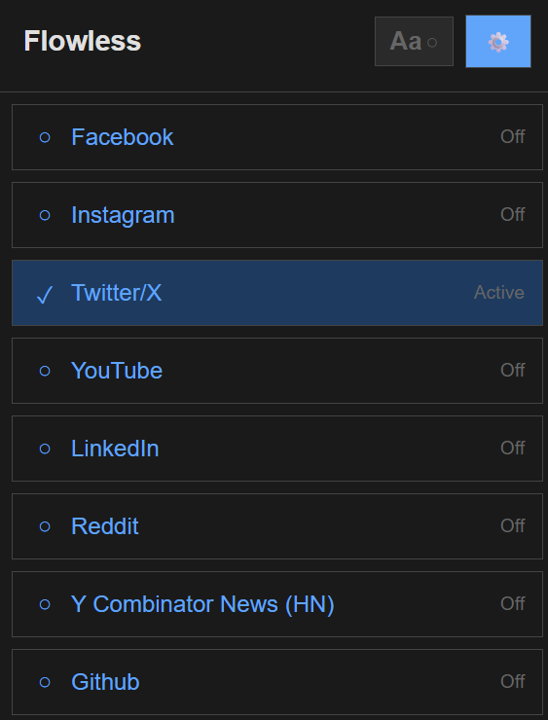 Flowless
Aa
Facebook Off
Instagram Off
Twitter/X Active
YouTube Off
LinkedIn Off
Reddit Off
Y Combinator News (HN) Off
Github Off